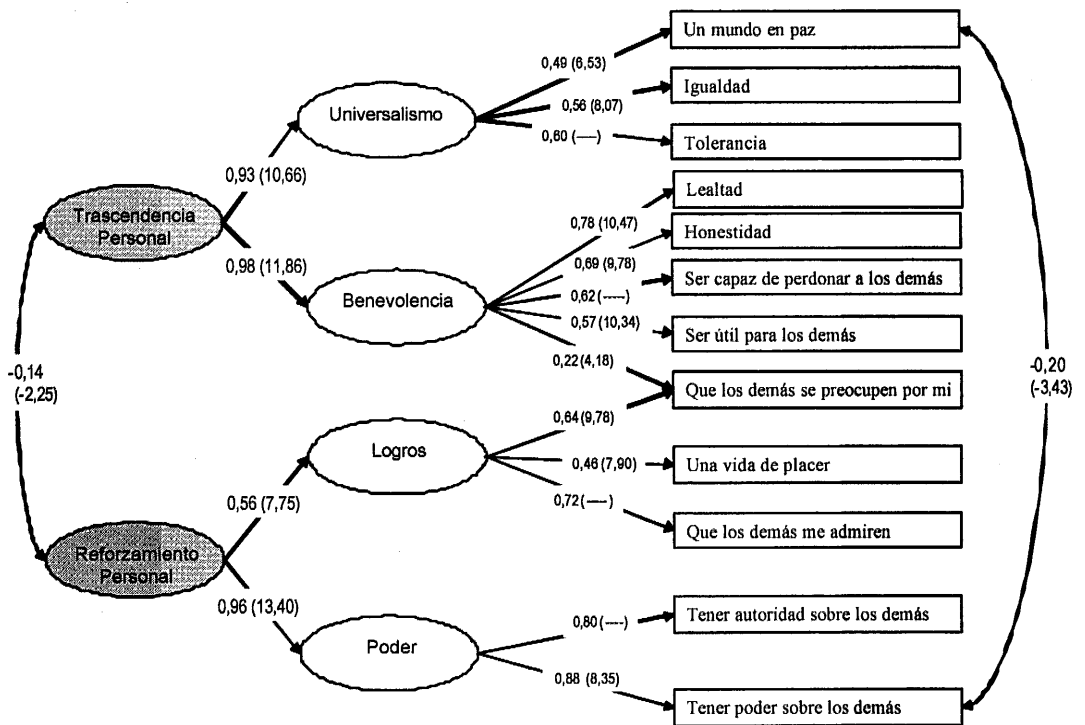 Un mundo en paz
0,49 (6,53)
Igualdad
0,56 (8,07)
Universalismo
0,60 (----)
Tolerancia
0,93 (10,66)
Lealtad
Trascendencia
Personal
0,78 (10,47)
Honestidad
0,69 (9,78)
0,98 (11,86)
Ser capaz de perdonar a los demás
Benevolencia
0,62 (-----)
0,57 (10,34)
Ser útil para los demás
0,22 (4,18)
-0,14
(-2,25)
-0,20
(-3,43)
Que los demás se preocupen por mi
0,64 (9,78)
Logros
0,46 (7,90)
Una vida de placer
0,56 (7,75)
0,72 (----)
Que los demás me admiren
Reforzamiento
Personal
0,96 (13,40)
Tener autoridad sobre los demás
0,80 (----)
Poder
0,88 (8,35)
Tener poder sobre los demás